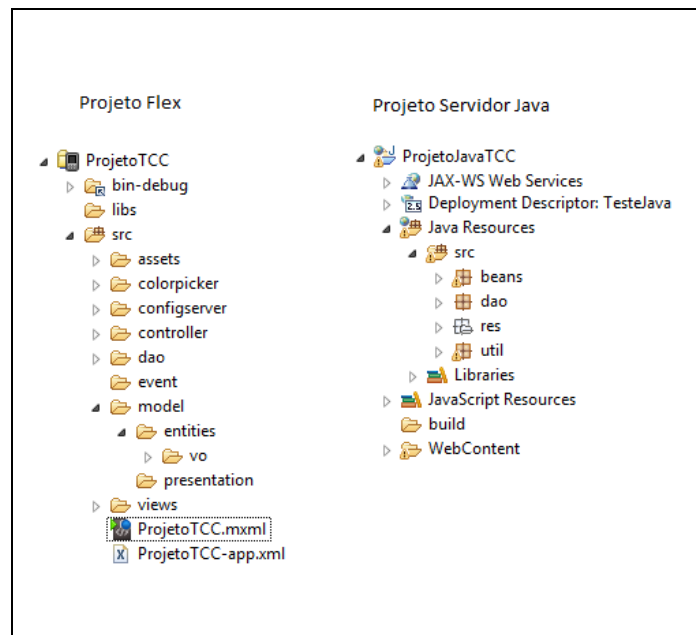 Projeto Flex
ProjetoTCC
bin-debug
libs
src
assets
colorpicker
configserver
controller
dao
event
model
entities
vo
presentation
views
ProjetoTCC.mxml
ProjetoTCC-app.xml
Projeto Servidor Java
ProjetoJavaTCC
JAX-WS Web Services
2.5 Deployment Descriptor: TesteJava
Java Resources
src
beans
dao
res
util
Libraries
JavaScript Resources
build
WebContent